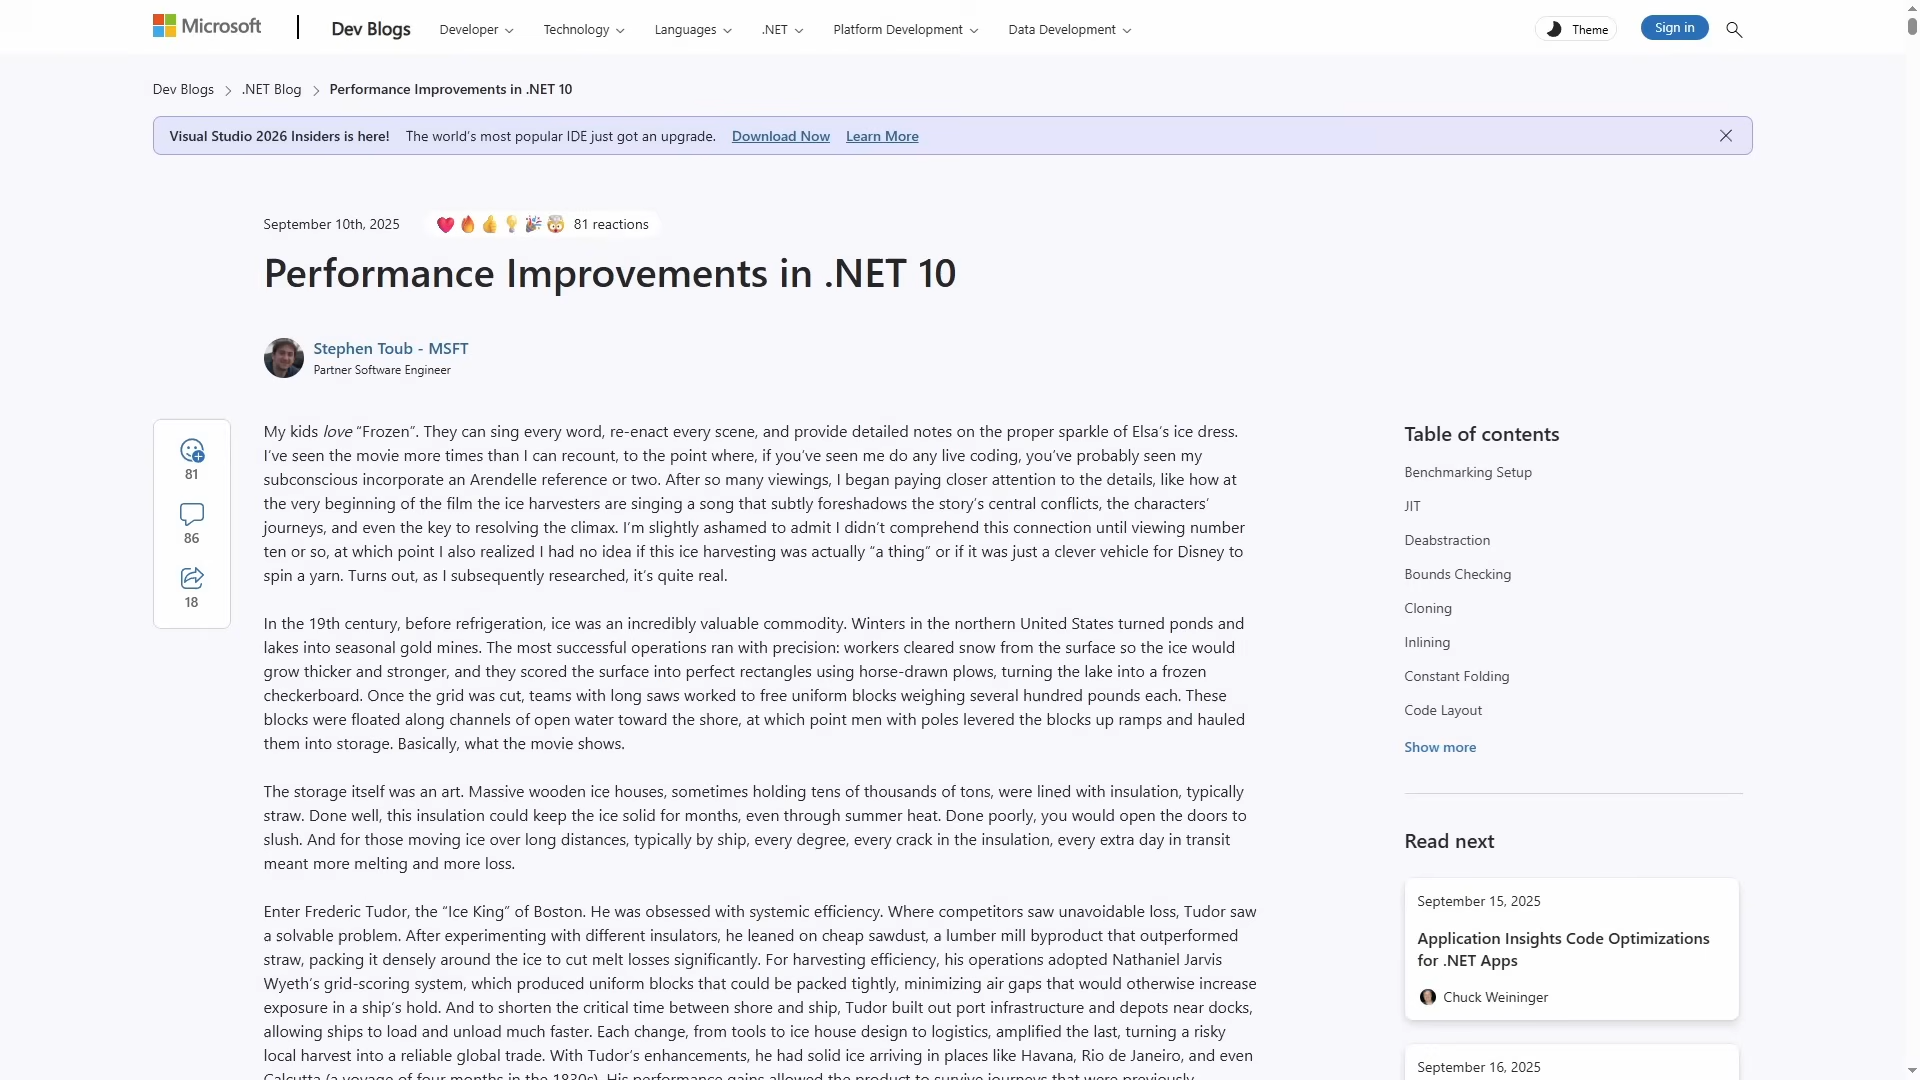 Microsoft
Dev Blogs
Developer
Technology
Languages
.NET
Platform Development
Data Development
Theme
Sign in
Dev Blogs
.NET Blog
Performance Improvements in .NET 10
Visual Studio 2026 Insiders is here! The world's most popular IDE just got an upgrade. Download Now Learn More
September 10th, 2025
81 reactions
Performance Improvements in .NET 10
Stephen Toub - MSFT
Partner Software Engineer
81
86
18
My kids love “Frozen”. They can sing every word, re-enact every scene, and provide detailed notes on the proper sparkle of Elsa’s ice dress.
I’ve seen the movie more times than I can recount, to the point where, if you’ve seen me do any live coding, you’ve probably seen my
subconscious incorporate an Arendelle reference or two. After so many viewings, I began paying closer attention to the details, like how at
the very beginning of the film the ice harvesters are singing a song that subtly foreshadows the story’s central conflicts, the characters’
journeys, and even the key to resolving the climax. I’m slightly ashamed to admit I didn’t comprehend this connection until viewing number
ten or so, at which point I also realized I had no idea if this ice harvesting was actually “a thing” or if it was just a clever vehicle for Disney to
spin a yarn. Turns out, as I subsequently researched, it’s quite real.
In the 19th century, before refrigeration, ice was an incredibly valuable commodity. Winters in the northern United States turned ponds and
lakes into seasonal gold mines. The most successful operations ran with precision: workers cleared snow from the surface so the ice would
grow thicker and stronger, and they scored the surface into perfect rectangles using horse-drawn plows, turning the lake into a frozen
checkerboard. Once the grid was cut, teams with long saws worked to free uniform blocks weighing several hundred pounds each. These
blocks were floated along channels of open water toward the shore, at which point men with poles levered the blocks up ramps and hauled
them into storage. Basically, what the movie shows.
The storage itself was an art. Massive wooden ice houses, sometimes holding tens of thousands of tons, were lined with insulation, typically
straw. Done well, this insulation could keep the ice solid for months, even through summer heat. Done poorly, you would open the doors to
slush. And for those moving ice over long distances, typically by ship, every degree, every crack in the insulation, every extra day in transit
meant more melting and more loss.
Enter Frederic Tudor, the “Ice King” of Boston. He was obsessed with systemic efficiency. Where competitors saw unavoidable loss, Tudor saw
a solvable problem. After experimenting with different insulators, he leaned on cheap sawdust, a lumber mill byproduct that outperformed
straw, packing it densely around the ice to cut melt losses significantly. For harvesting efficiency, his operations adopted Nathaniel Jarvis
Wyeth’s grid-scoring system, which produced uniform blocks that could be packed tightly, minimizing air gaps that would otherwise increase
exposure in a ship’s hold. And to shorten the critical time between shore and ship, Tudor built out port infrastructure and depots near docks,
allowing ships to load and unload much faster. Each change, from tools to ice house design to logistics, amplified the last, turning a risky
local harvest into a reliable global trade. With Tudor’s enhancements, he had solid ice arriving in places like Havana, Rio de Janeiro, and even
Calcutta (a voyage of four months in the 1830s). His performance gains allowed the product to survive journeys that were previously
Table of contents
Benchmarking Setup
JIT
Deabstraction
Bounds Checking
Cloning
Inlining
Constant Folding
Code Layout
Show more
Read next
September 15, 2025
Application Insights Code Optimizations
for .NET Apps
Chuck Weininger
September 16, 2025